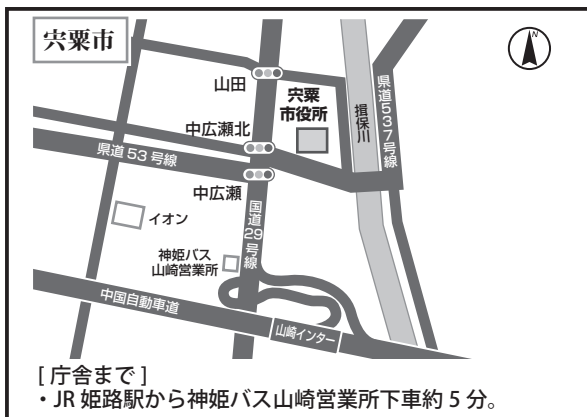 宍粟市
N
山田
宍粟
市役所
中広瀬北
県道 53 号線
中広瀬
揖保川
県道537号線
イオン
国道29号線
神姫バス
山崎営業所
中国自動車道
山崎インター
[ 庁舎まで ]
・JR 姫路駅から神姫バス山崎営業所下車約 5 分。